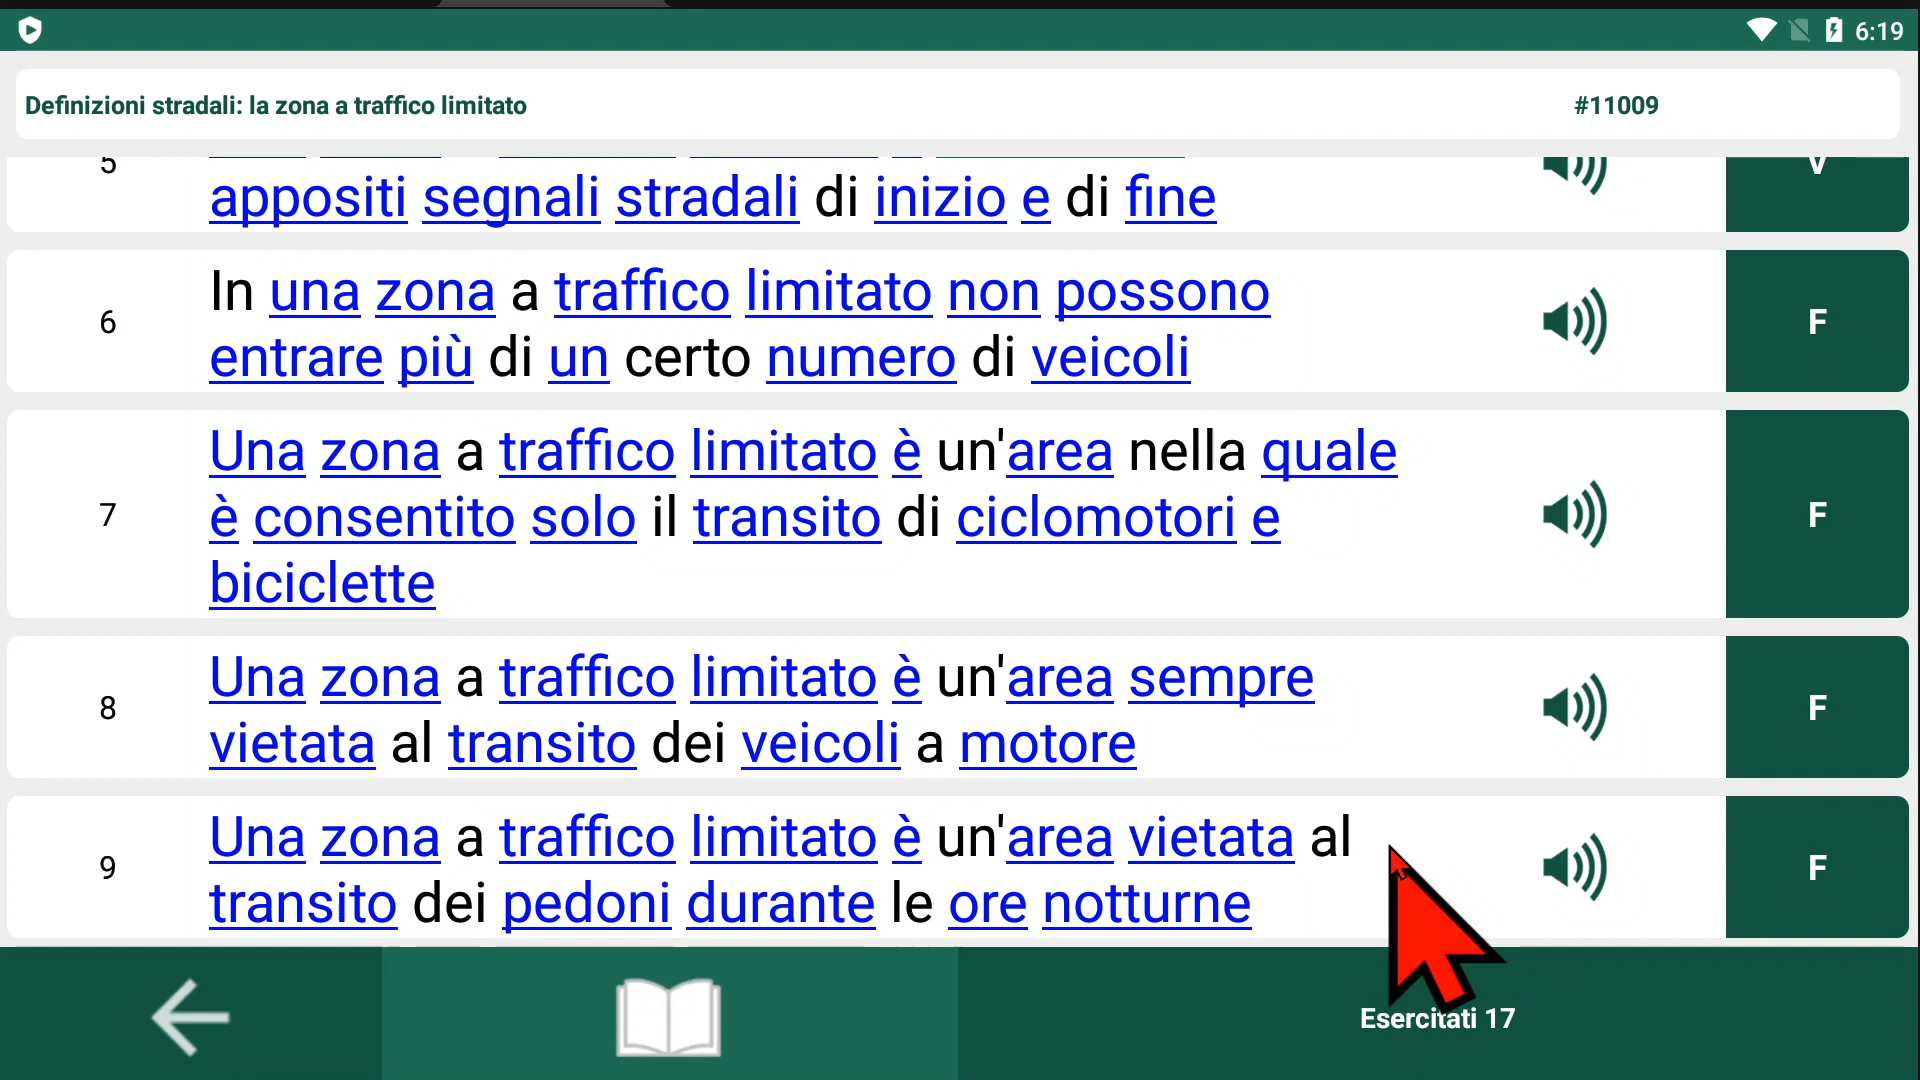 6:19
Definizioni stradali: la zona a traffico limitato
#11009
5
appositi segnali stradali di inizio e di fine
V
6
In una zona a traffico limitato non possono
entrare più di un certo numero di veicoli
F
7
Una zona a traffico limitato è un'area nella quale
è consentito solo il transito di ciclomotori e
biciclette
F
8
Una zona a traffico limitato è un'area sempre
vietata al transito dei veicoli a motore
F
9
Una zona a traffico limitato è un'area vietata al
transito dei pedoni durante le ore notturne
F
Esercitati 17